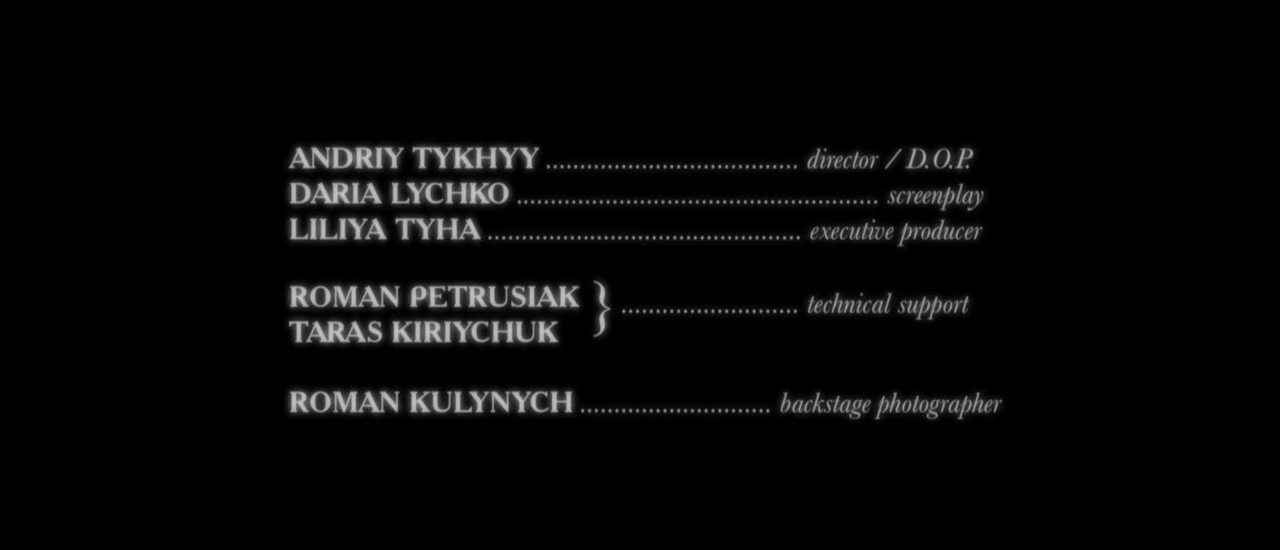 ANDRIY TYKHYY ..................................... director / D.O.P.
DARIA LYCHKO ..................................................... screenplay
LILIYA TYHA .............................................. executive producer
ROMAN PETRUSIAK } .......................... technical support
TARAS KIRIYCHUK
ROMAN KULYNYCH ............................ backstage photographer